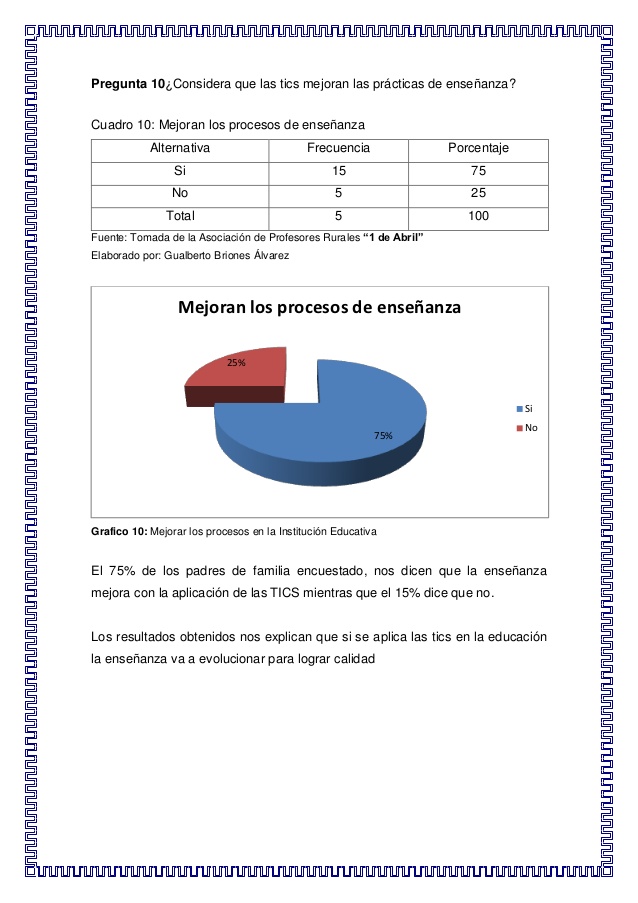 Pregunta 10¿Considera que las tics mejoran las prácticas de enseñanza?
Cuadro 10: Mejoran los procesos de enseñanza
Alternativa Frecuencia Porcentaje
Si 15 75
No 5 25
Total 5 100
Fuente: Tomada de la Asociación de Profesores Rurales “1 de Abril”
Elaborado por: Gualberto Briones Álvarez
Mejoran los procesos de enseñanza
25%
75%
Si
No
Grafico 10: Mejorar los procesos en la Institución Educativa
El 75% de los padres de familia encuestado, nos dicen que la enseñanza
mejora con la aplicación de las TICS mientras que el 15% dice que no.
Los resultados obtenidos nos explican que si se aplica las tics en la educación
la enseñanza va a evolucionar para lograr calidad